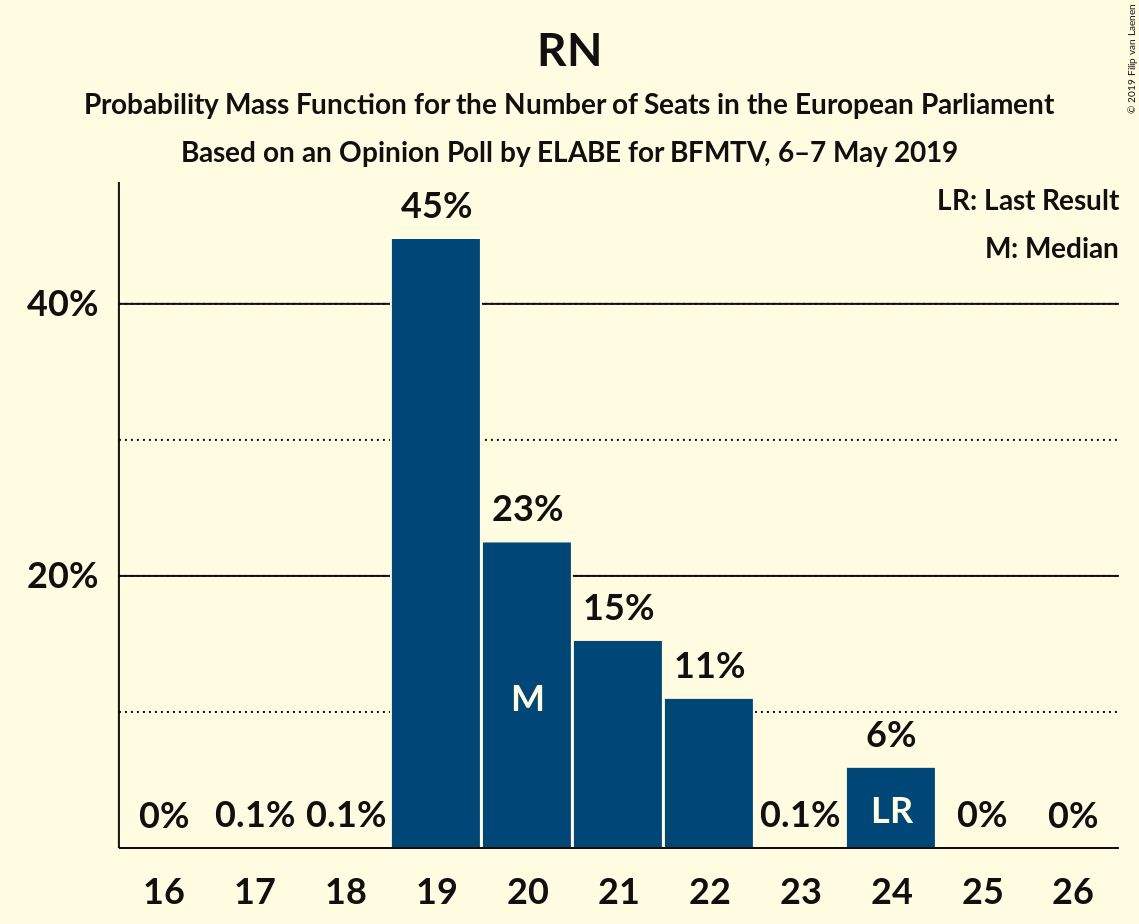 RN
Probability Mass Function for the Number of Seats in the European Parliament
Based on an Opinion Poll by ELABE for BFMTV, 6–7 May 2019
© 2019 Filip van Laenen
LR: Last Result
M: Median
45%
40%
23%
20%
15%
11%
M
6%
0% 0.1% 0.1% 0.1% LR 0% 0%
16 17 18 19 20 21 22 23 24 25 26